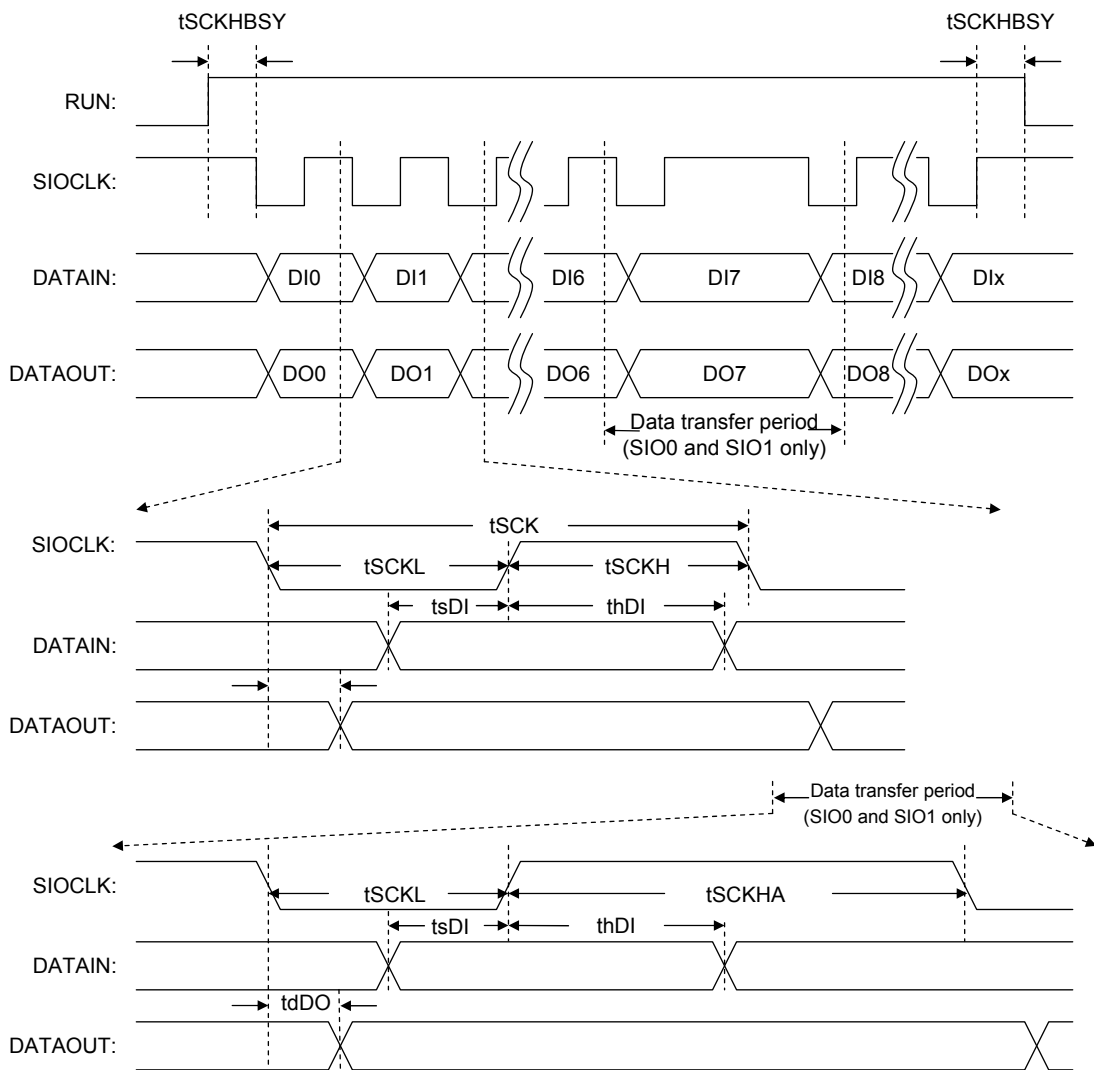 tSCKHBSY tSCKHBSY
RUN:
SIOCLK:
DATAIN: DI0 DI1 DI6 DI7 DI8 DIx
DATAOUT: DO0 DO1 DO6 DO7 DO8 DOx
Data transfer period
(SIO0 and SIO1 only)
tSCK
SIOCLK:
tSCKL tSCKH
tsDI thDI
DATAIN:
DATAOUT:
Data transfer period
(SIO0 and SIO1 only)
SIOCLK:
tSCKL tSCKHA
tsDI thDI
DATAIN:
tdDO
DATAOUT: